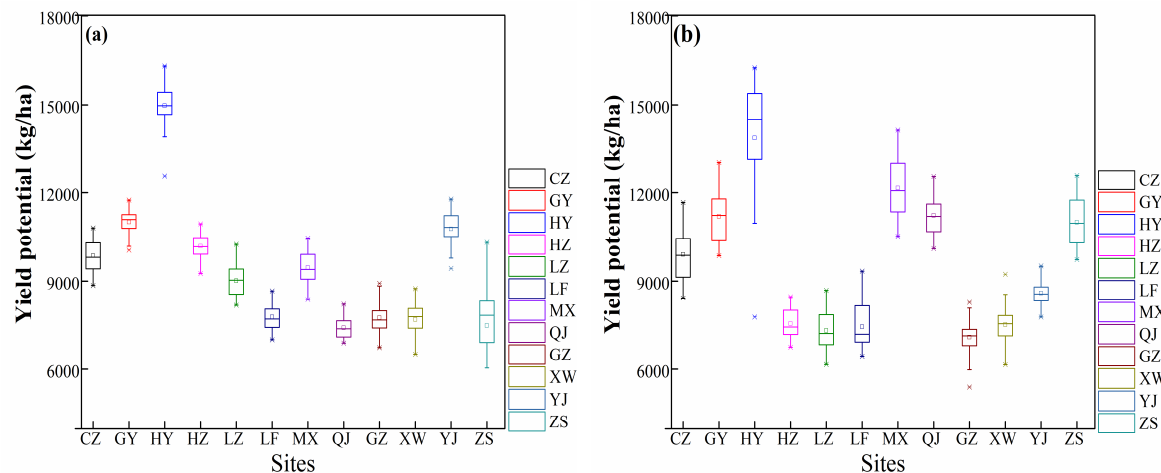 (a)
Yield potential (kg/ha)
18000
15000
12000
9000
6000
CZ GY HY HZ LZ LF MX QJ GZ XW YJ ZS
Sites
CZ
GY
HY
HZ
LZ
LF
MX
QJ
GZ
XW
YJ
ZS
(b)
Yield potential (kg/ha)
18000
15000
12000
9000
6000
CZ GY HY HZ LZ LF MX QJ GZ XW YJ ZS
Sites
CZ
GY
HY
HZ
LZ
LF
MX
QJ
GZ
XW
YJ
ZS